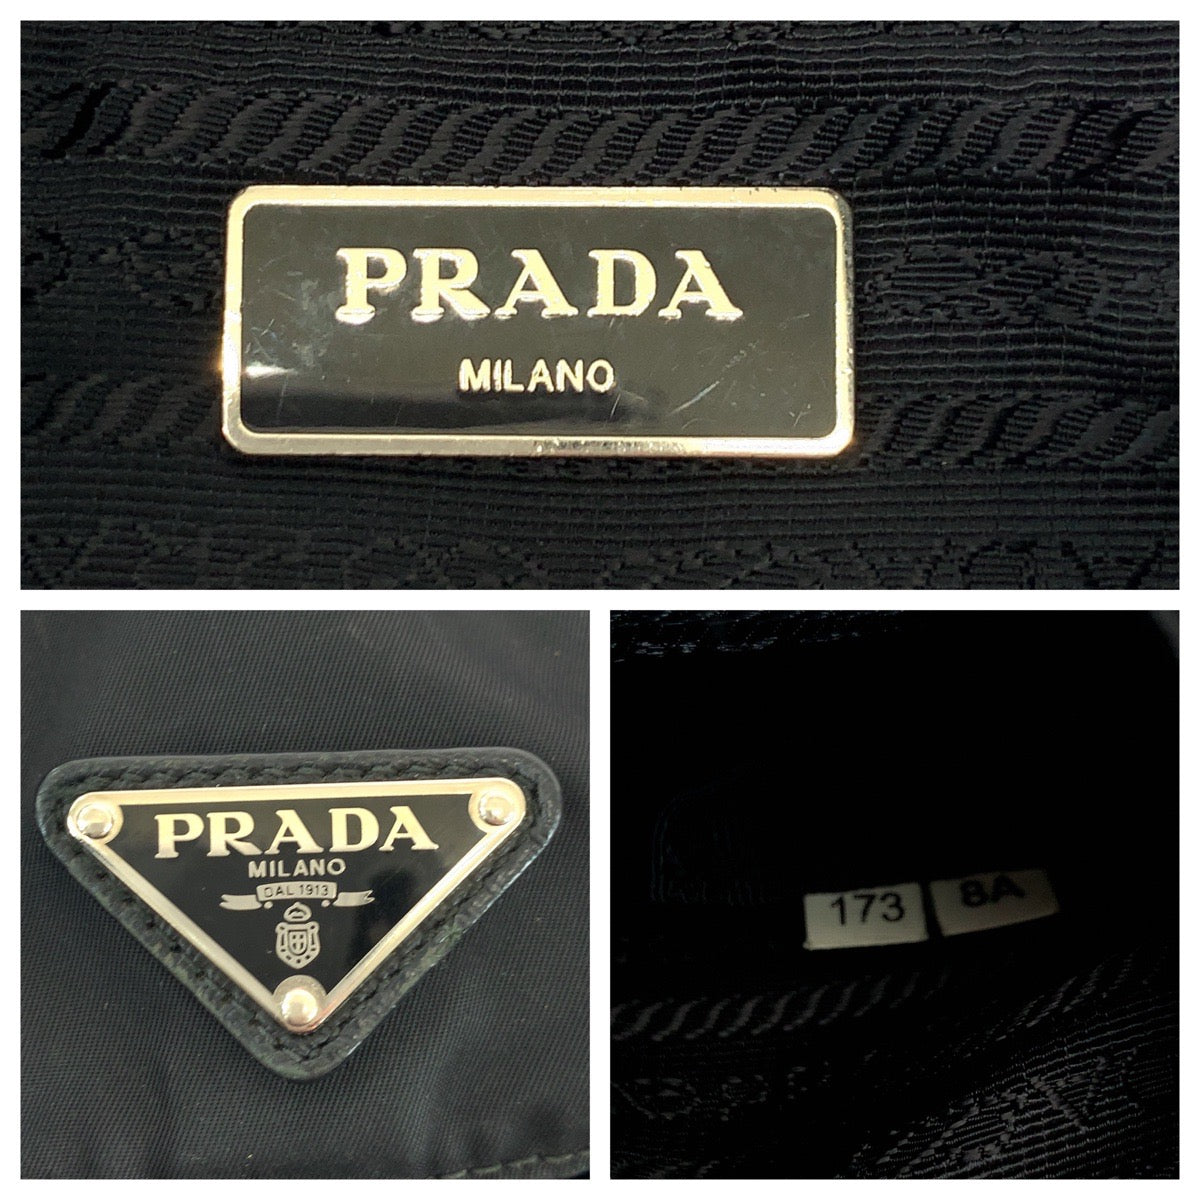 PRADA
MILANO
PRADA
MILANO
DAL 1913
173 8A